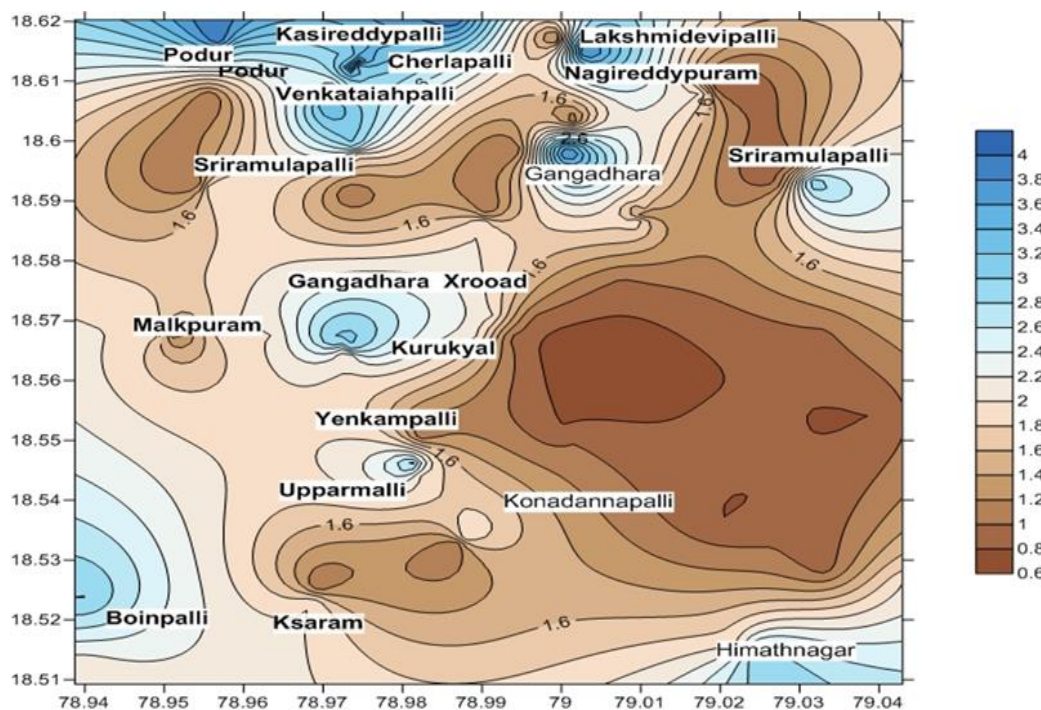 18.62
Kasireddypalli
Lakshmidevipalli
Podur
Cherlapalli
18.61
Podur
Nagireddypuram
Venkataiahpalli
1.6
1.6
2.6
18.6
Sriramulapalli
Sriramulapalli
Gangadhara
18.59
1.6
1.6
18.58
1.6
1.6
Gangadhara Xrooad
18.57
Malkpuram
Kurukyal
18.56
Yenkampalli
18.55
1.6
Upparmalli
18.54
Konadannapalli
1.6
18.53
Boinpalli
Ksaram
18.52
1.6
Himathnagar
18.51
78.94 78.95 78.96 78.97 78.98 78.99 79 79.01 79.02 79.03 79.04
4
3.8
3.6
3.4
3.2
3
2.8
2.6
2.4
2.2
2
1.8
1.6
1.4
1.2
1
0.8
0.6